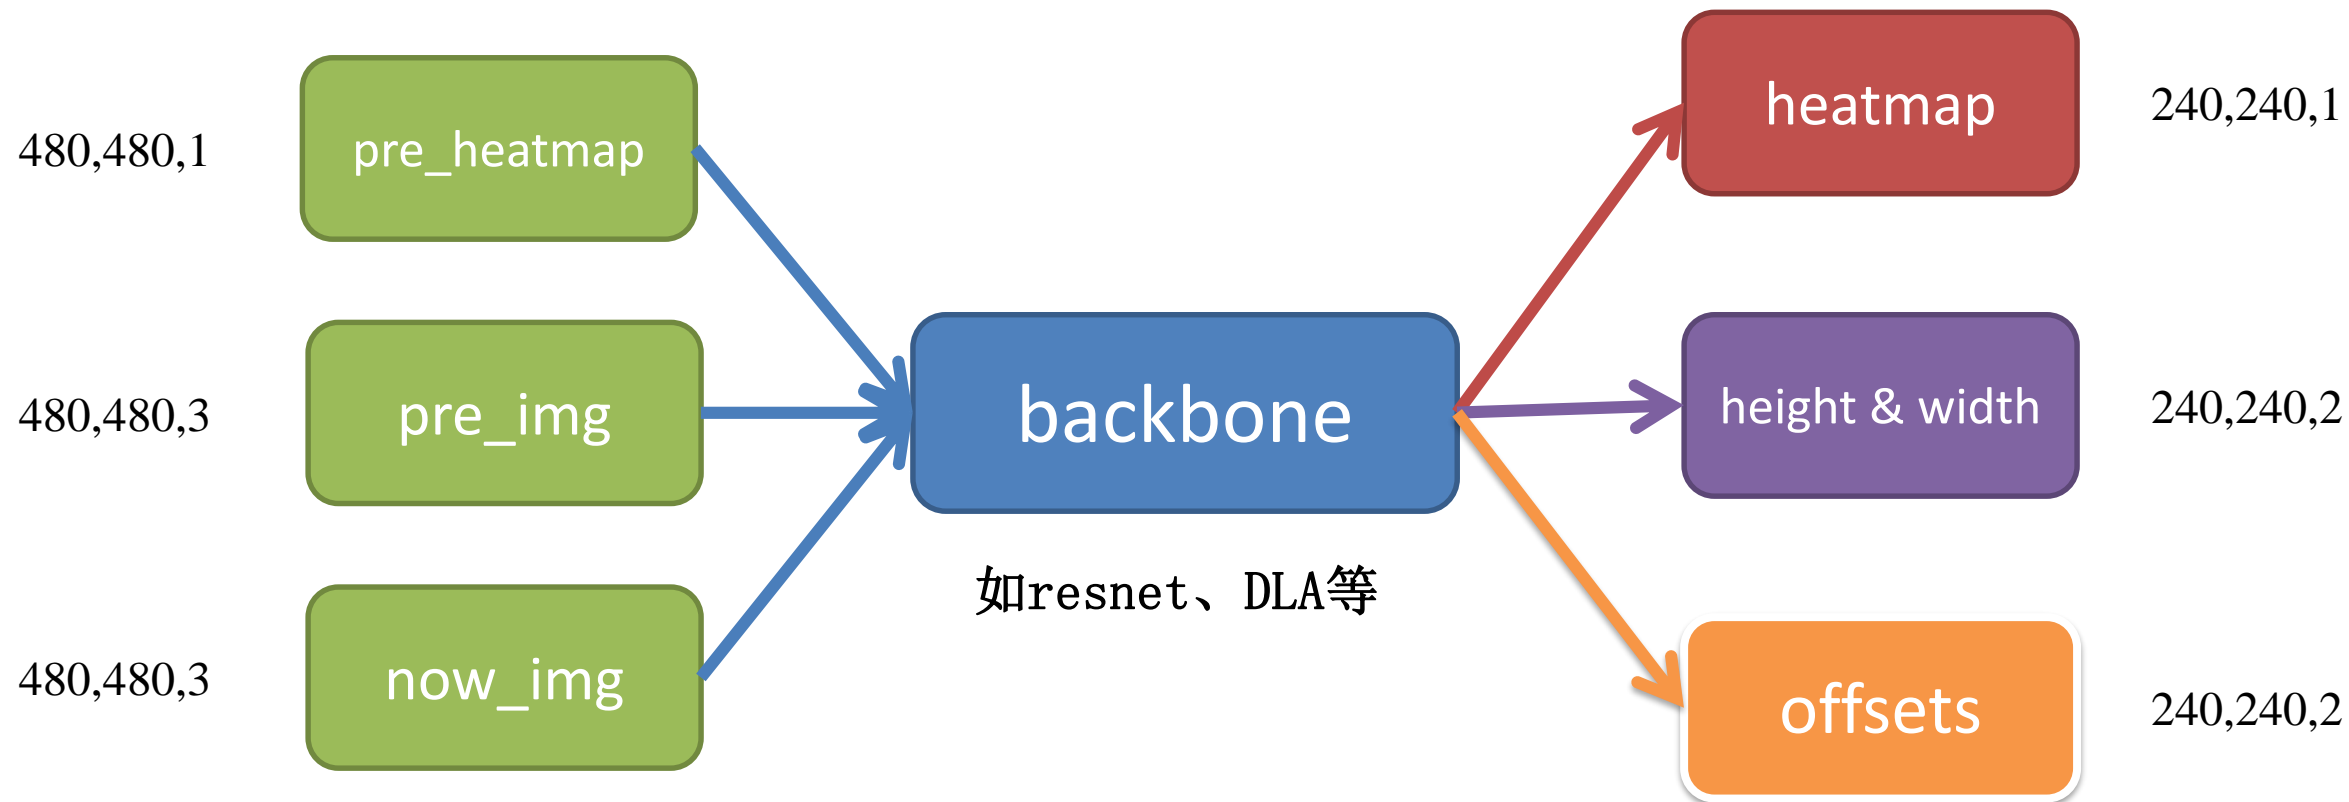 480,480,1
pre_heatmap
480,480,3
pre_img
480,480,3
now_img
backbone
如resnet、DLA等
heatmap
240,240,1
height & width
240,240,2
offsets
240,240,2